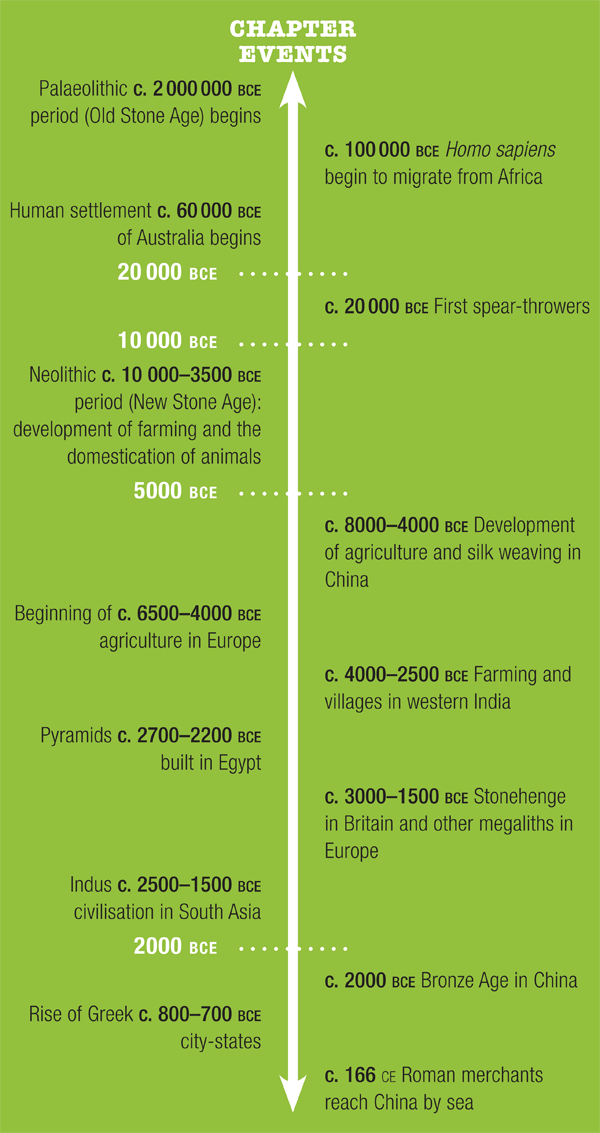 CHAPTER
EVENTS
Palaeolithic c. 2 000 000 BCE
period (Old Stone Age) begins
c. 100 000 BCE Homo sapiens
begin to migrate from Africa
Human settlement c. 60 000 BCE
of Australia begins
20 000 BCE
c. 20 000 BCE First spear-throwers
10 000 BCE
Neolithic c. 10 000–3500 BCE
period (New Stone Age):
development of farming and the
domestication of animals
5000 BCE
c. 8000–4000 BCE Development
of agriculture and silk weaving in
China
Beginning of c. 6500–4000 BCE
agriculture in Europe
c. 4000–2500 BCE Farming and
villages in western India
Pyramids c. 2700–2200 BCE
built in Egypt
c. 3000–1500 BCE Stonehenge
in Britain and other megaliths in
Europe
Indus c. 2500–1500 BCE
civilisation in South Asia
2000 BCE
c. 2000 BCE Bronze Age in China
Rise of Greek c. 800–700 BCE
city-states
c. 166 CE Roman merchants
reach China by sea